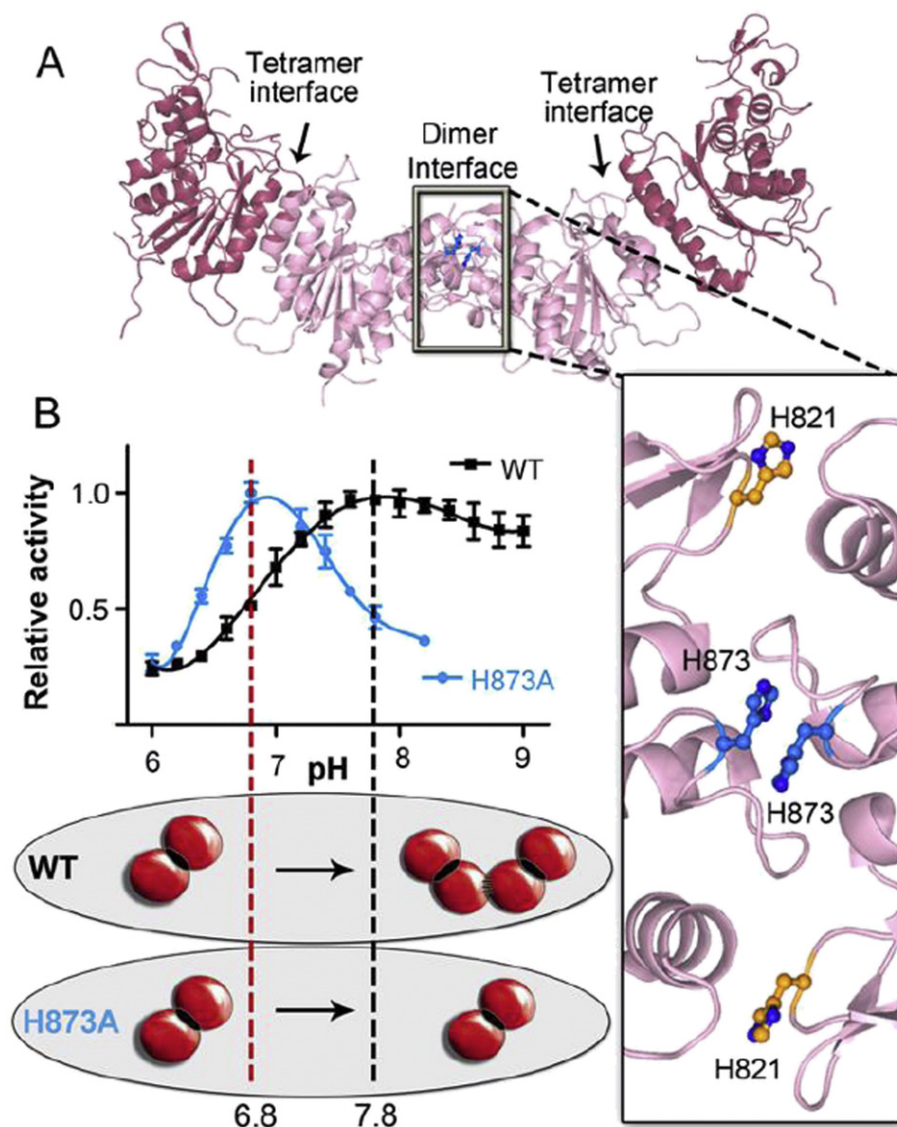 A
Tetramer
interface
Dimer
Interface
Tetramer
interface
B
Relative activity
1.0
0.5
WT
H873A
6
7
8
9
pH
WT
H873A
6.8
7.8
H821
H873
H873
H821